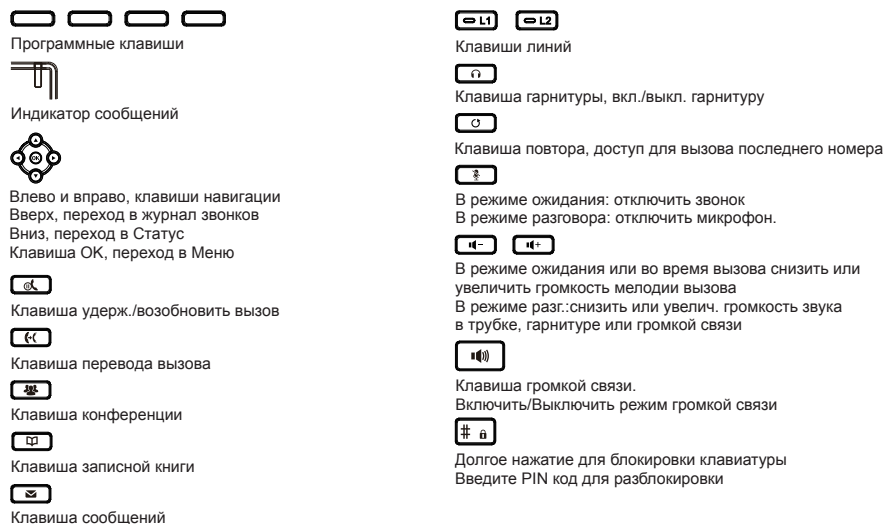 Программные клавиши
Индикатор сообщений
OK
Влево и вправо, клавиши навигации
Вверх, переход в журнал звонков
Вниз, переход в Статус
Клавиша OK, переход в Меню
Клавиша удерж./возобновить вызов
Клавиша перевода вызова
Клавиша конференции
Клавиша записной книги
Клавиша сообщений
L1 L2
Клавиши линий
Клавиша гарнитуры, вкл./выкл. гарнитуру
Клавиша повтора, доступ для вызова последнего номера
В режиме ожидания: отключить звонок
В режиме разговора: отключить микрофон.
- +
В режиме ожидания или во время вызова снизить или
увеличить громкость мелодии вызова
В режиме разг.:снизить или увелич. громкость звука
в трубке, гарнитуре или громкой связи
Клавиша громкой связи.
Включить/Выключить режим громкой связи
#
Долгое нажатие для блокировки клавиатуры
Введите PIN код для разблокировки